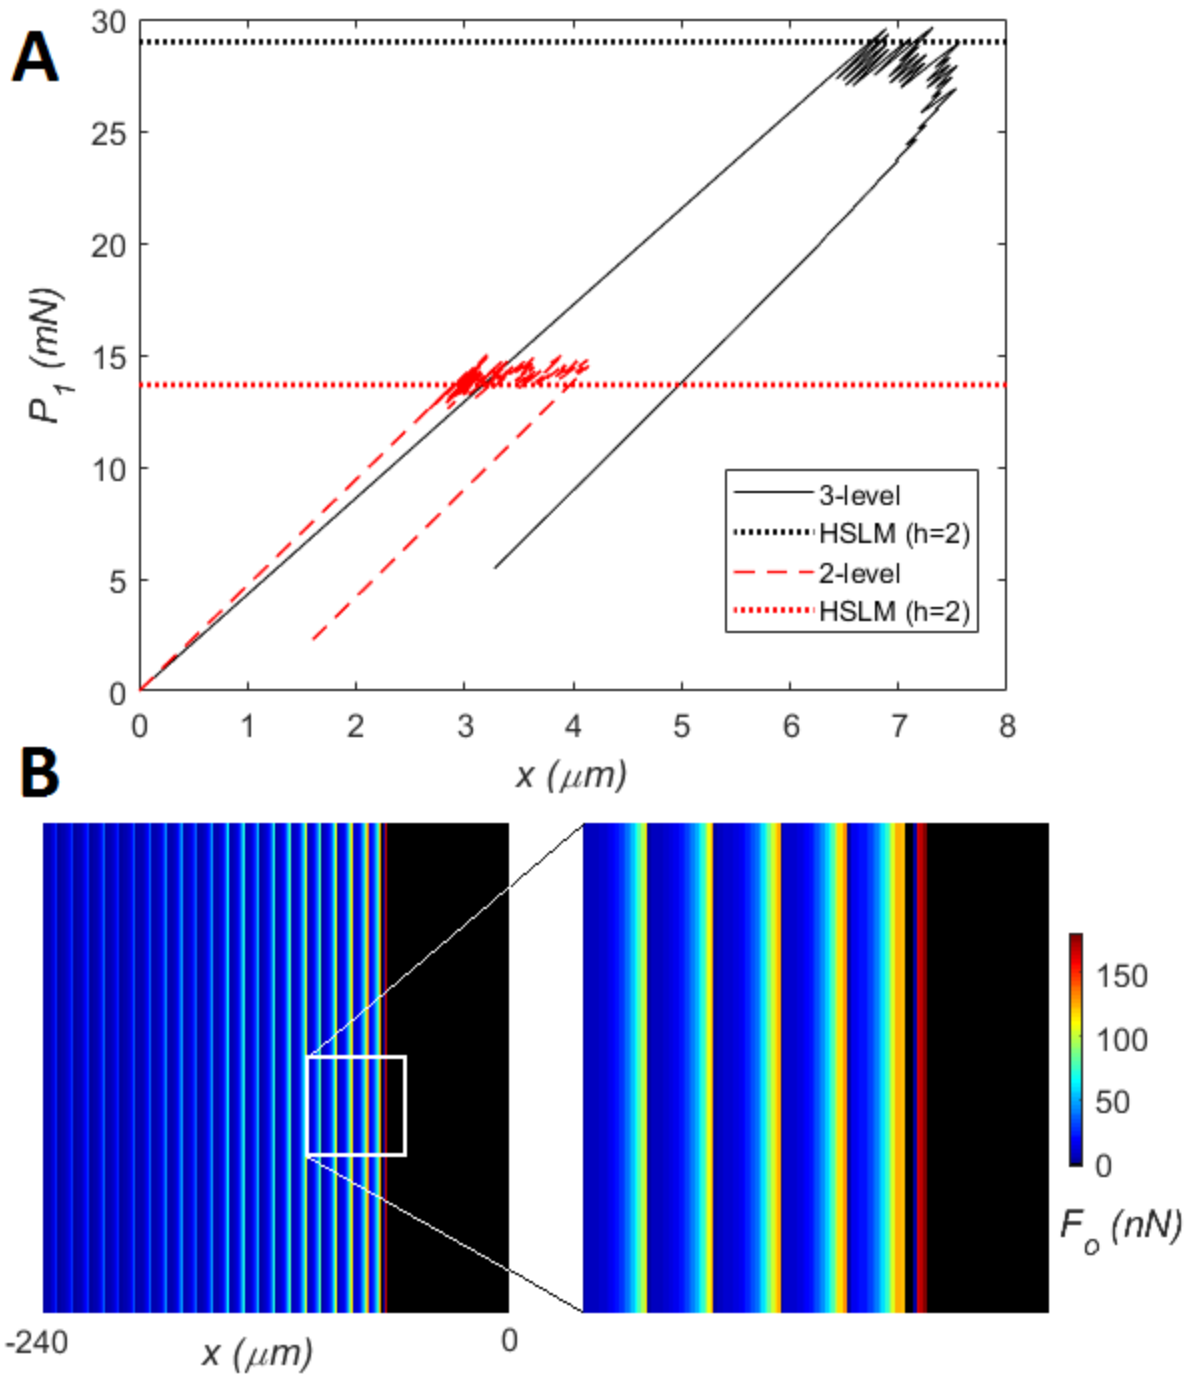 A
30
25
20
15
10
5
0
P1 (mN)
3-level
HSLM (h=2)
2-level
HSLM (h=2)
0 1 2 3 4 5 6 7 8
x (μm)
B
150
100
50
0
Fo (nN)
-240 0
x (μm)